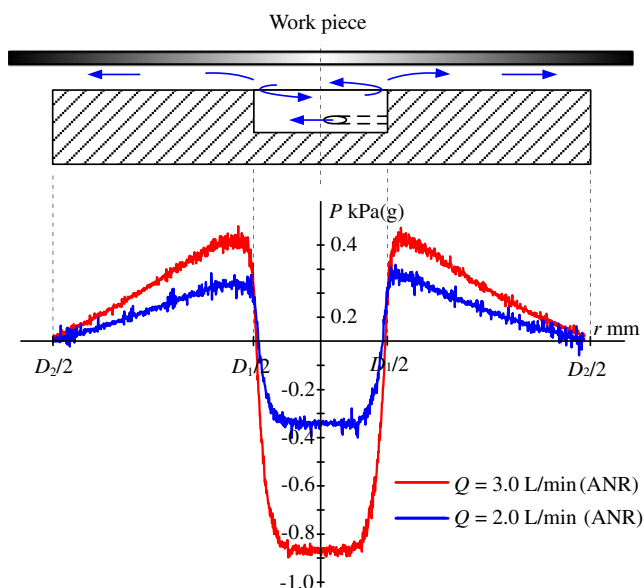 Work piece
P kPa(g)
0.4
0.2
r mm
D₂/2
D₁/2
D₁/2
D₂/2
-0.2
-0.4
-0.6
-0.8
-1.0
Q = 3.0 L/min (ANR)
Q = 2.0 L/min (ANR)